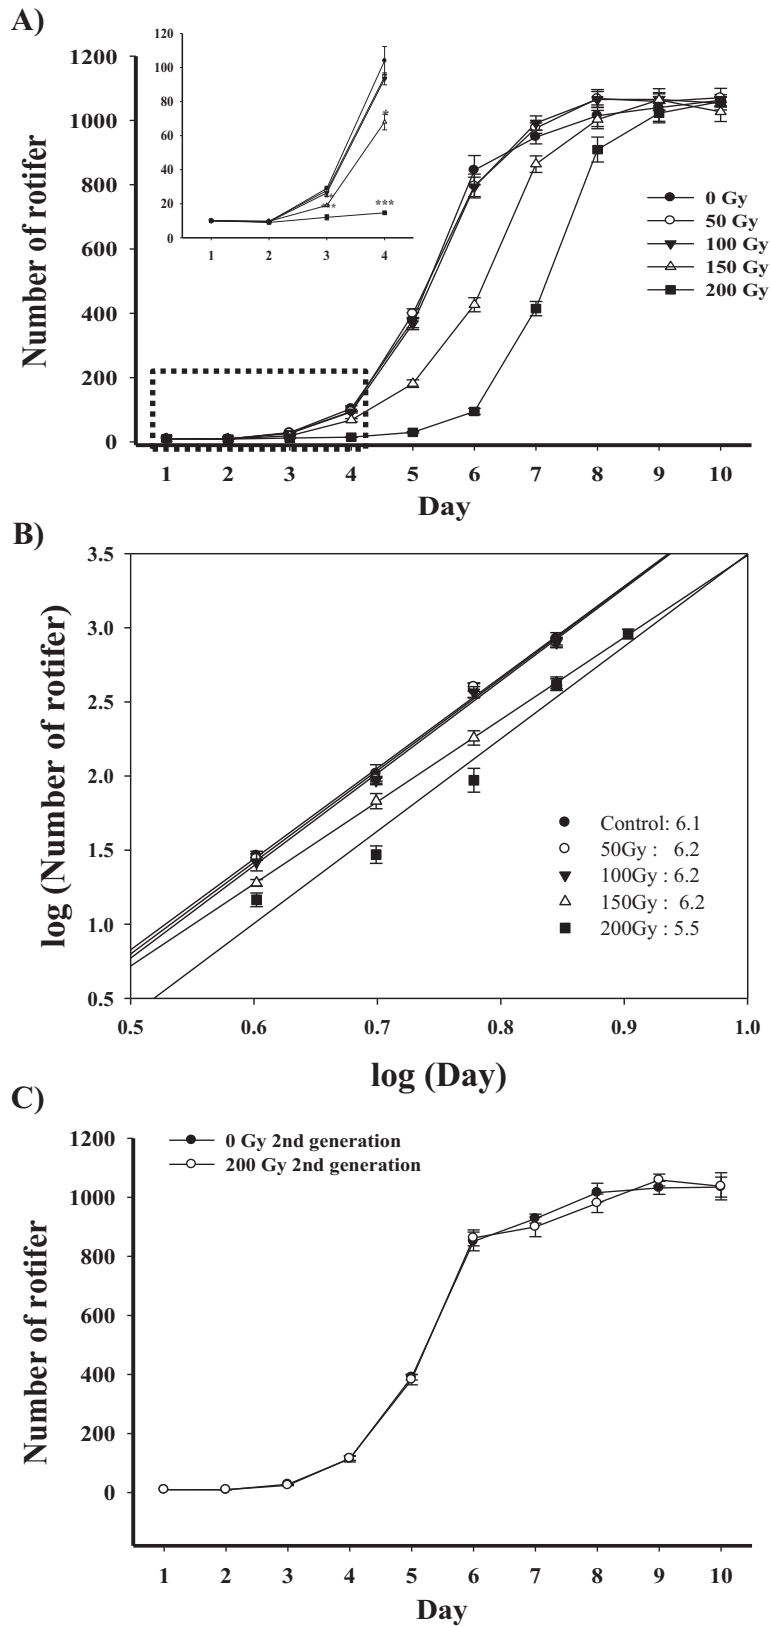 A)
120
100
80
60
40
20
0
1 2 3 4
*
*
**
***
1200
1000
800
600
400
200
0
Number of rotifer
0 Gy
50 Gy
100 Gy
150 Gy
200 Gy
1 2 3 4 5 6 7 8 9 10
Day
B)
3.5
3.0
2.5
2.0
1.5
1.0
0.5
log (Number of rotifer)
Control: 6.1
50Gy : 6.2
100Gy : 6.2
150Gy : 6.2
200Gy : 5.5
0.5 0.6 0.7 0.8 0.9 1.0
log (Day)
C)
0 Gy 2nd generation
200 Gy 2nd generation
1200
1000
800
600
400
200
0
Number of rotifer
1 2 3 4 5 6 7 8 9 10
Day